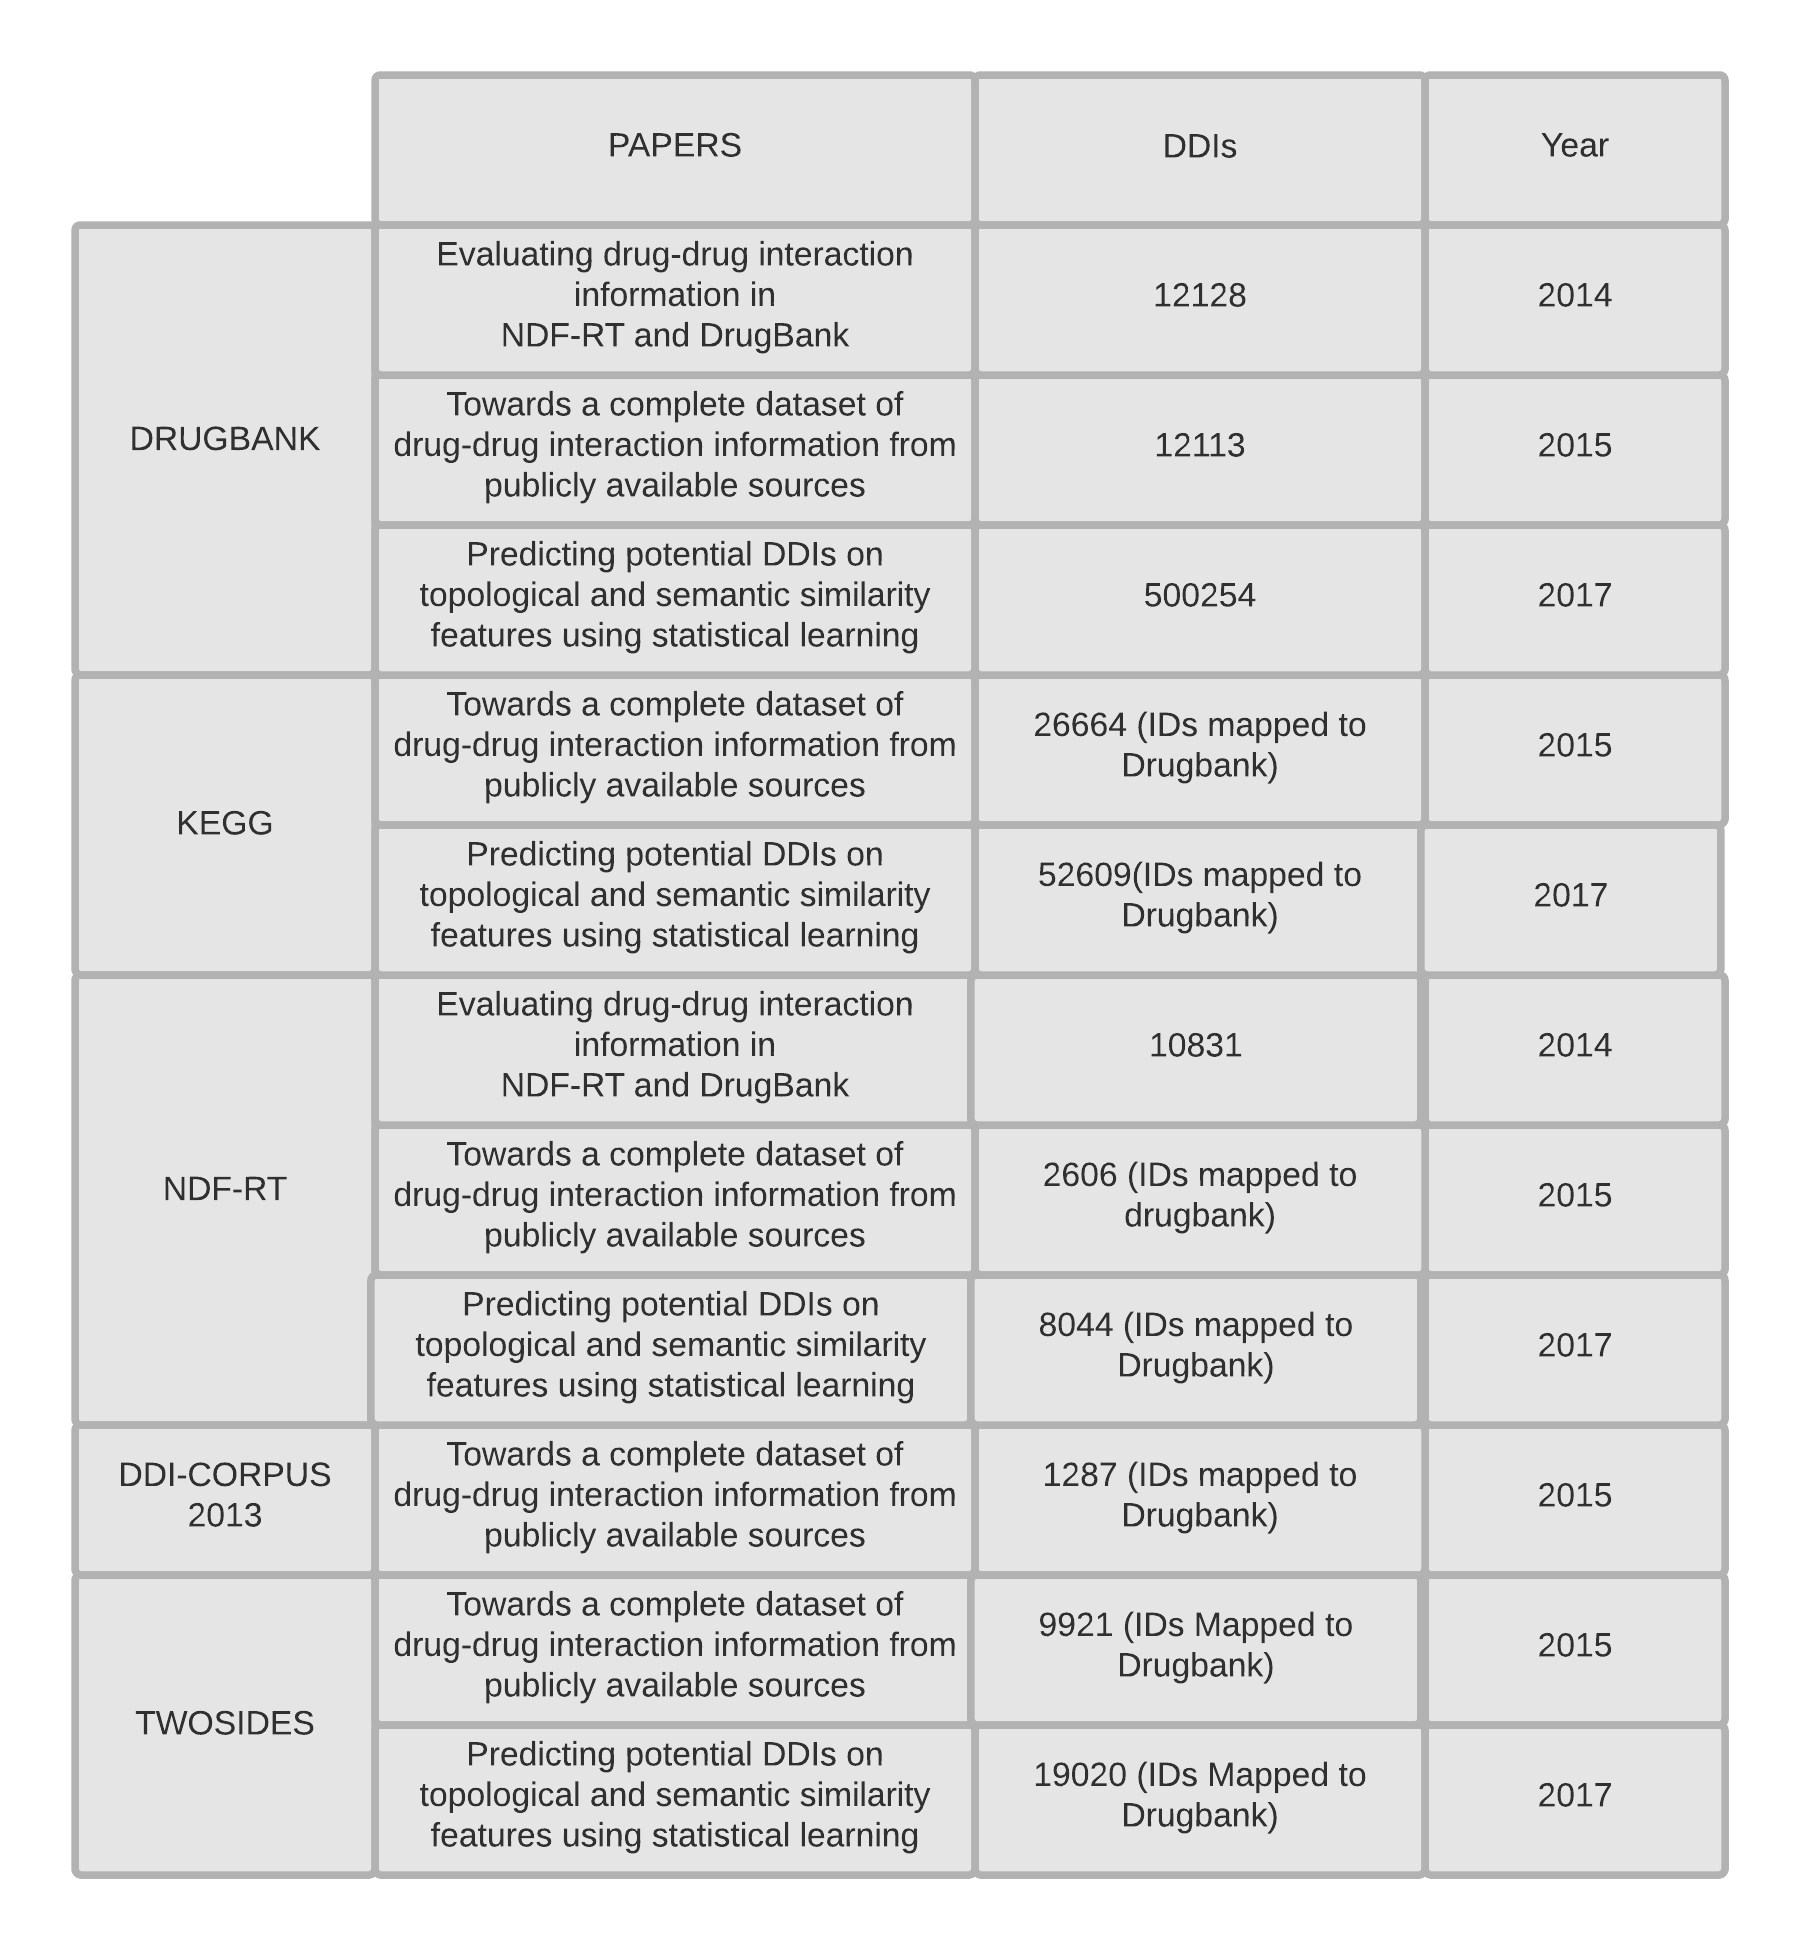 PAPERS
DDIs
Year
DRUGBANK
Evaluating drug-drug interaction
information in
NDF-RT and DrugBank
12128
2014
Towards a complete dataset of
drug-drug interaction information from
publicly available sources
12113
2015
Predicting potential DDIs on
topological and semantic similarity
features using statistical learning
500254
2017
KEGG
Towards a complete dataset of
drug-drug interaction information from
publicly available sources
26664 (IDs mapped to
Drugbank)
2015
Predicting potential DDIs on
topological and semantic similarity
features using statistical learning
52609(IDs mapped to
Drugbank)
2017
NDF-RT
Evaluating drug-drug interaction
information in
NDF-RT and DrugBank
10831
2014
Towards a complete dataset of
drug-drug interaction information from
publicly available sources
2606 (IDs mapped to
drugbank)
2015
Predicting potential DDIs on
topological and semantic similarity
features using statistical learning
8044 (IDs mapped to
Drugbank)
2017
DDI-CORPUS
2013
Towards a complete dataset of
drug-drug interaction information from
publicly available sources
1287 (IDs mapped to
Drugbank)
2015
TWOSIDES
Towards a complete dataset of
drug-drug interaction information from
publicly available sources
9921 (IDs Mapped to
Drugbank)
2015
Predicting potential DDIs on
topological and semantic similarity
features using statistical learning
19020 (IDs Mapped to
Drugbank)
2017